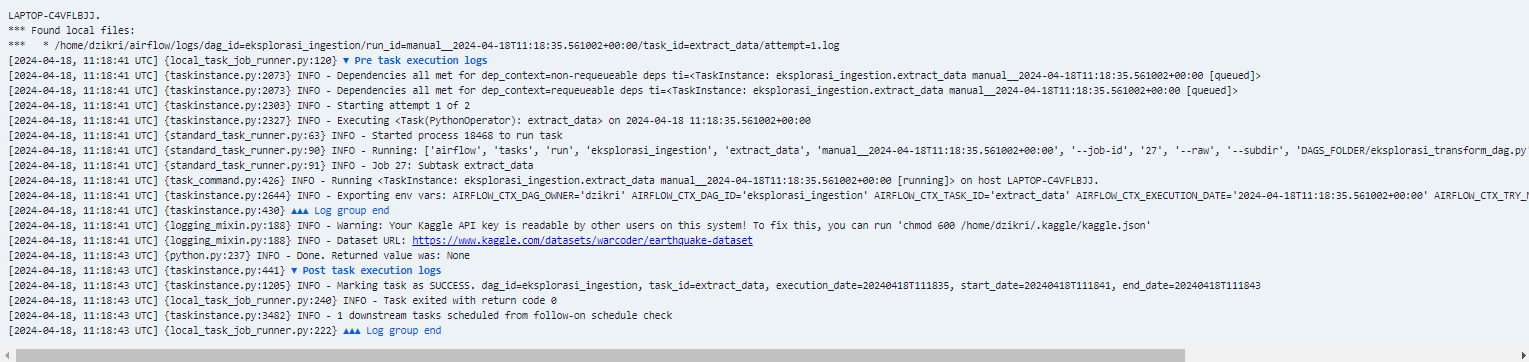 LAPTOP-C4VFLBJJ.
*** Found local files:
***   * /home/dzikri/airflow/logs/dag_id=eksplorasi_ingestion/run_id=manual__2024-04-18T11:18:35.561002+00:00/task_id=extract_data/attempt=1.log
[2024-04-18, 11:18:41 UTC] {local_task_job_runner.py:120} ▼ Pre task execution logs
[2024-04-18, 11:18:41 UTC] {taskinstance.py:2073} INFO - Dependencies all met for dep_context=non-requeueable deps ti=<TaskInstance: eksplorasi_ingestion.extract_data manual__2024-04-18T11:18:35.561002+00:00 [queued]>
[2024-04-18, 11:18:41 UTC] {taskinstance.py:2073} INFO - Dependencies all met for dep_context=requeueable deps ti=<TaskInstance: eksplorasi_ingestion.extract_data manual__2024-04-18T11:18:35.561002+00:00 [queued]>
[2024-04-18, 11:18:41 UTC] {taskinstance.py:2303} INFO - Starting attempt 1 of 2
[2024-04-18, 11:18:41 UTC] {taskinstance.py:2327} INFO - Executing <Task(PythonOperator): extract_data> on 2024-04-18 11:18:35.561002+00:00
[2024-04-18, 11:18:41 UTC] {standard_task_runner.py:63} INFO - Started process 18468 to run task
[2024-04-18, 11:18:41 UTC] {standard_task_runner.py:90} INFO - Running: ['airflow', 'tasks', 'run', 'eksplorasi_ingestion', 'extract_data', 'manual__2024-04-18T11:18:35.561002+00:00', '--job-id', '27', '--raw', '--subdir', 'DAGS_FOLDER/eksplorasi_transform_dag.py'
[2024-04-18, 11:18:41 UTC] {standard_task_runner.py:91} INFO - Job 27: Subtask extract_data
[2024-04-18, 11:18:41 UTC] {task_command.py:426} INFO - Running <TaskInstance: eksplorasi_ingestion.extract_data manual__2024-04-18T11:18:35.561002+00:00 [running]> on host LAPTOP-C4VFLBJJ.
[2024-04-18, 11:18:41 UTC] {taskinstance.py:2644} INFO - Exporting env vars: AIRFLOW_CTX_DAG_OWNER='dzikri' AIRFLOW_CTX_DAG_ID='eksplorasi_ingestion' AIRFLOW_CTX_TASK_ID='extract_data' AIRFLOW_CTX_EXECUTION_DATE='2024-04-18T11:18:35.561002+00:00' AIRFLOW_CTX_TRY_N
[2024-04-18, 11:18:41 UTC] {taskinstance.py:430} ▲▲▲ Log group end
[2024-04-18, 11:18:41 UTC] {logging_mixin.py:188} INFO - Warning: Your Kaggle API key is readable by other users on this system! To fix this, you can run 'chmod 600 /home/dzikri/.kaggle/kaggle.json'
[2024-04-18, 11:18:41 UTC] {logging_mixin.py:188} INFO - Dataset URL: https://www.kaggle.com/datasets/warcoder/earthquake-dataset
[2024-04-18, 11:18:43 UTC] {python.py:237} INFO - Done. Returned value was: None
[2024-04-18, 11:18:43 UTC] {taskinstance.py:441} ▼ Post task execution logs
[2024-04-18, 11:18:43 UTC] {taskinstance.py:1205} INFO - Marking task as SUCCESS. dag_id=eksplorasi_ingestion, task_id=extract_data, execution_date=20240418T111835, start_date=20240418T111841, end_date=20240418T111843
[2024-04-18, 11:18:43 UTC] {local_task_job_runner.py:240} INFO - Task exited with return code 0
[2024-04-18, 11:18:43 UTC] {taskinstance.py:3482} INFO - 1 downstream tasks scheduled from follow-on schedule check
[2024-04-18, 11:18:43 UTC] {local_task_job_runner.py:222} ▲▲▲ Log group end